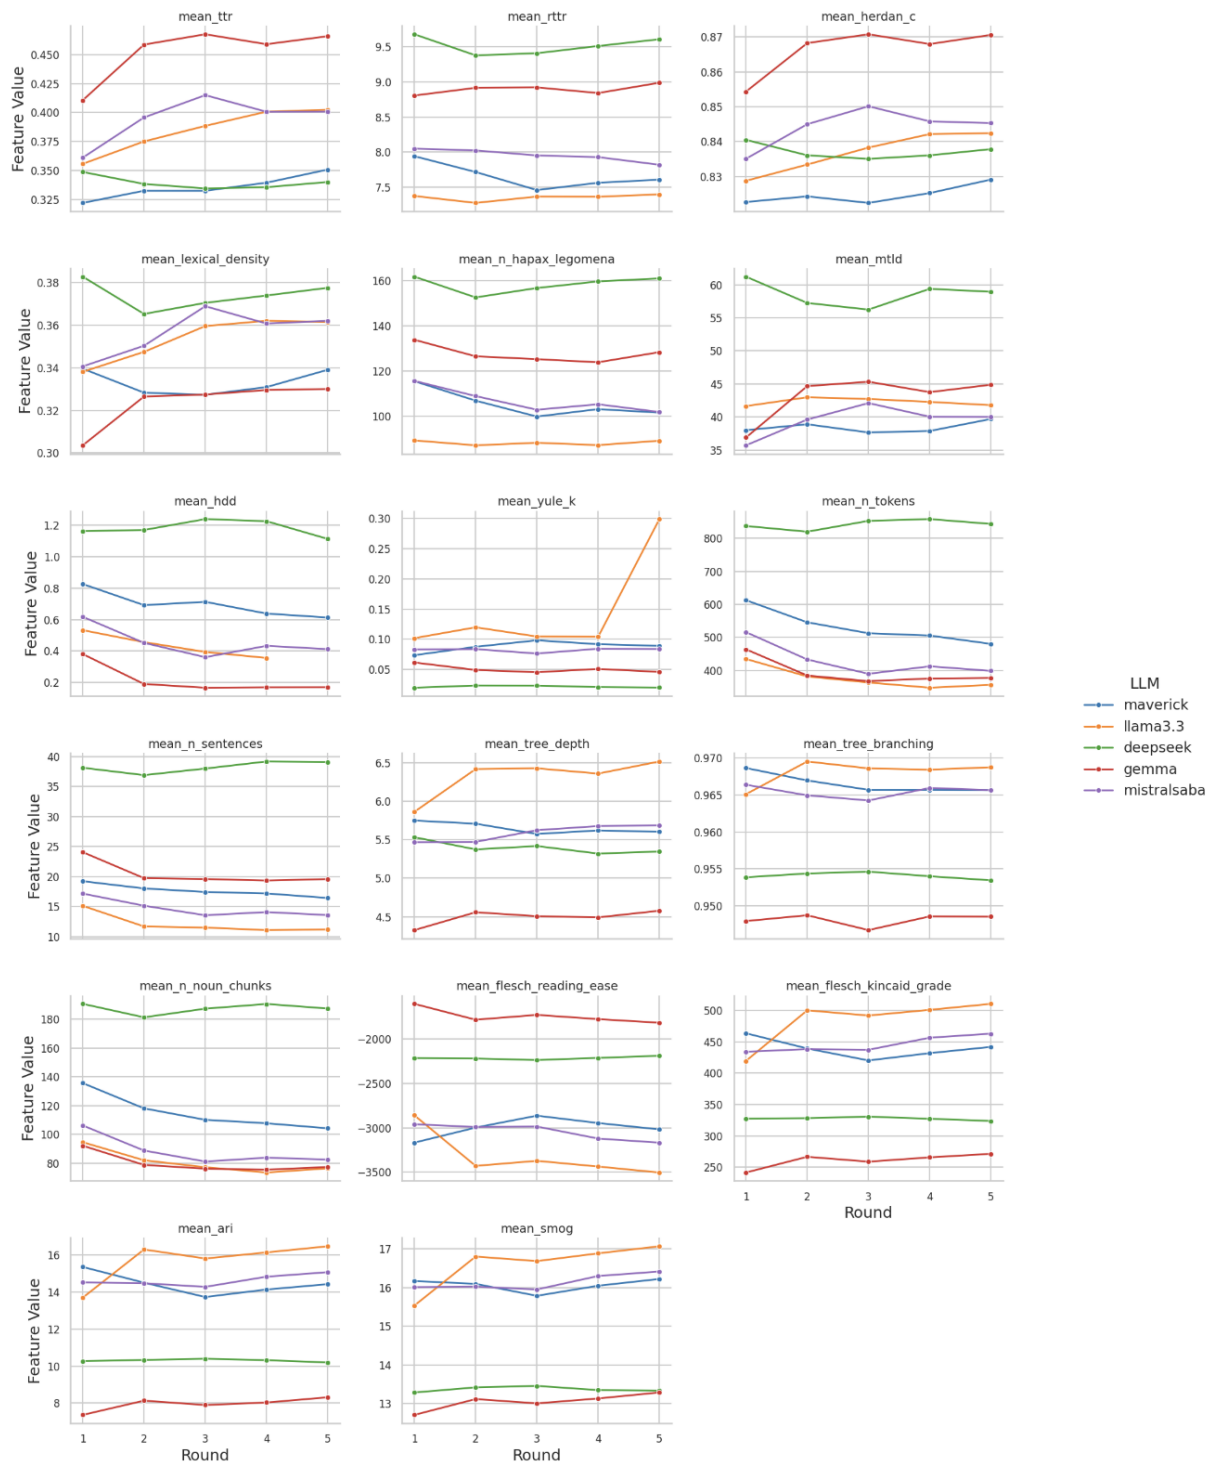 mean_ttr
mean_rttr
mean_herdan_c
Feature Value
0.450
0.425
0.400
0.375
0.350
0.325
9.5
9.0
8.5
8.0
7.5
0.87
0.86
0.85
0.84
0.83
mean_lexical_density
mean_n_hapax_legomena
mean_mtld
Feature Value
0.38
0.36
0.34
0.32
0.30
160
140
120
100
60
55
50
45
40
35
mean_hdd
mean_yule_k
mean_n_tokens
Feature Value
1.2
1.0
0.8
0.6
0.4
0.2
0.30
0.25
0.20
0.15
0.10
0.05
800
700
600
500
400
LLM
maverick
llama3.3
deepseek
gemma
mistralsaba
mean_n_sentences
mean_tree_depth
mean_tree_branching
Feature Value
40
35
30
25
20
15
10
6.5
6.0
5.5
5.0
4.5
0.970
0.965
0.960
0.955
0.950
mean_n_noun_chunks
mean_flesch_reading_ease
mean_flesch_kincaid_grade
Feature Value
180
160
140
120
100
80
−2000
−2500
−3000
−3500
500
450
400
350
300
250
1 2 3 4 5
Round
mean_ari
mean_smog
Feature Value
16
14
12
10
8
17
16
15
14
13
1 2 3 4 5
Round
1 2 3 4 5
Round